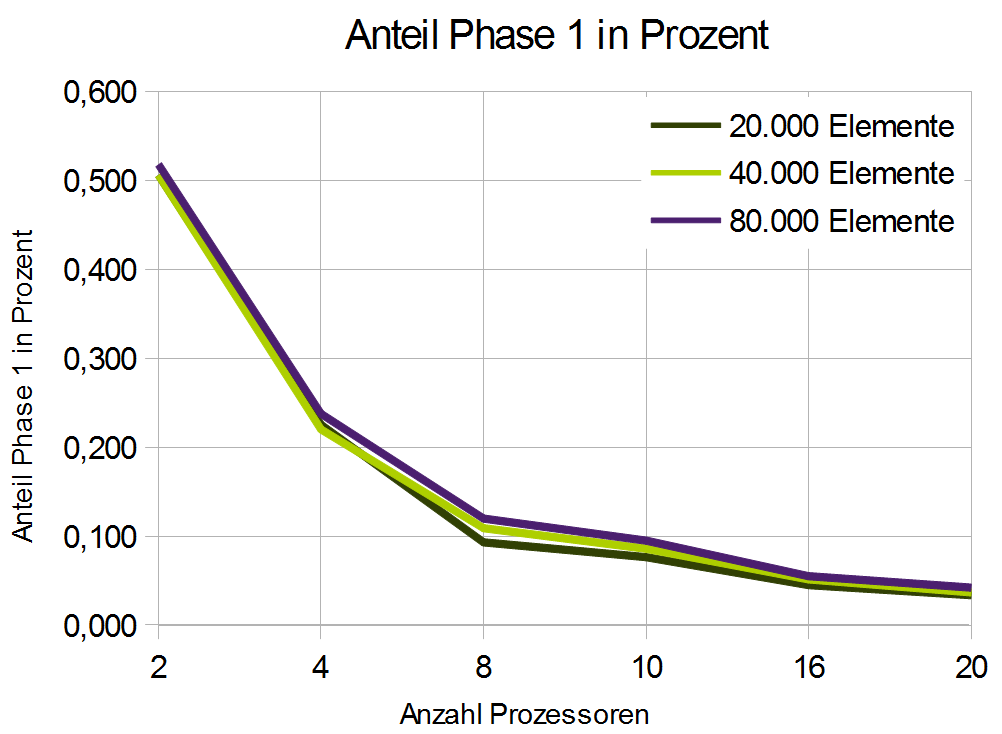 Anteil Phase 1 in Prozent
0,600
0,500
0,400
0,300
0,200
0,100
0,000
Anteil Phase 1 in Prozent
20.000 Elemente
40.000 Elemente
80.000 Elemente
2 4 8 10 16 20
Anzahl Prozessoren